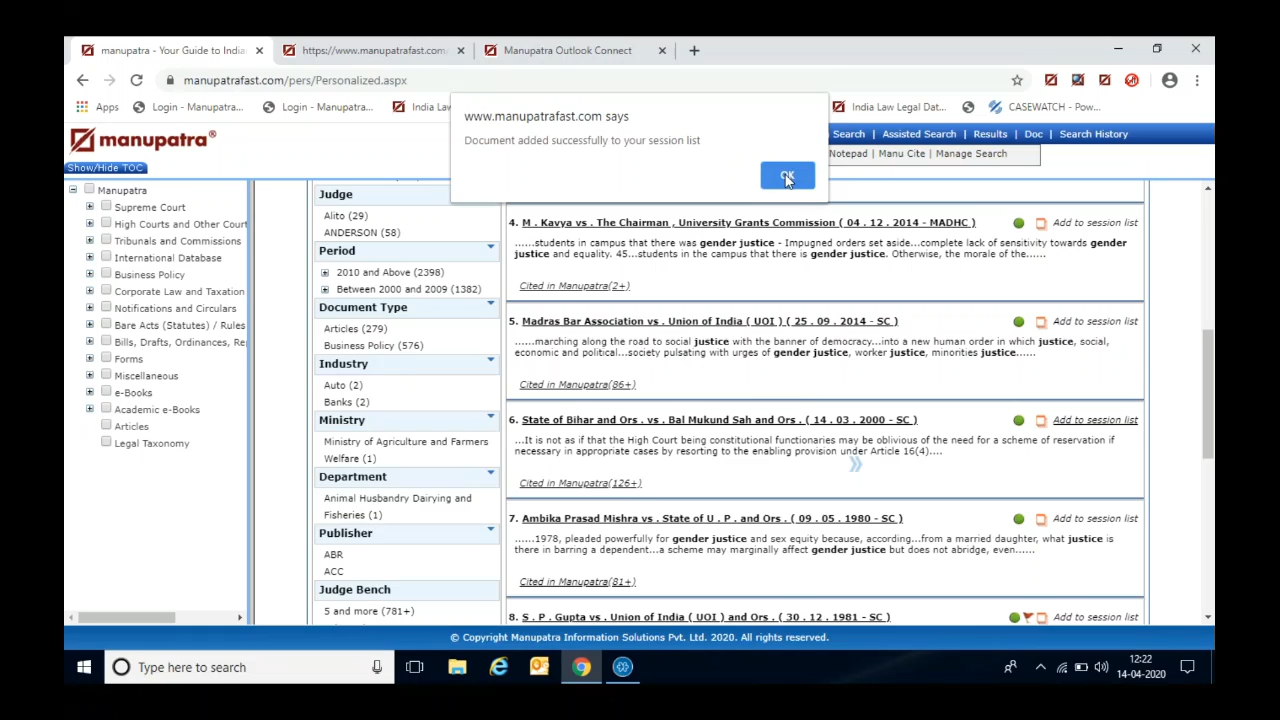 manupatra - Your Guide to India
https://www.manupatrafast.com/
Manupatra Outlook Connect
manupatrafast.com/pers/Personalized.aspx
Apps
Login - Manupatra...
Login - Manupatra...
India Law
India Law Legal Dat...
CASEWATCH - Pow...
www.manupatrafast.com says
Document added successfully to your session list
OK
manupatra®
Search | Assisted Search | Results | Doc | Search History
Notepad | Manu Cite | Manage Search
Show/Hide TOC
Manupatra
Supreme Court
High Courts and Other Court
Tribunals and Commissions
International Database
Business Policy
Corporate Law and Taxation
Notifications and Circulars
Bare Acts (Statutes) / Rules
Bills, Drafts, Ordinances, Re
Forms
Miscellaneous
e-Books
Academic e-Books
Articles
Legal Taxonomy
Judge
Alito (29)
ANDERSON (58)
Period
2010 and Above (2398)
Between 2000 and 2009 (1382)
Document Type
Articles (279)
Business Policy (576)
Industry
Auto (2)
Banks (2)
Ministry
Ministry of Agriculture and Farmers
Welfare (1)
Department
Animal Husbandry Dairying and
Fisheries (1)
Publisher
ABR
ACC
Judge Bench
5 and more (781+)
4. M . Kavya vs . The Chairman , University Grants Commission ( 04 . 12 . 2014 - MADHC ) Add to session list
......students in campus that there was gender justice - Impugned orders set aside...complete lack of sensitivity towards gender
justice and equality. 45...students in the campus that there is gender justice. Otherwise, the morale of the......
Cited in Manupatra(2+)
5. Madras Bar Association vs . Union of India ( UOI ) ( 25 . 09 . 2014 - SC ) Add to session list
......marching along the road to social justice with the banner of democracy...into a new human order in which justice, social,
economic and political...society pulsating with urges of gender justice, worker justice, minorities justice......
Cited in Manupatra(86+)
6. State of Bihar and Ors . vs . Bal Mukund Sah and Ors . ( 14 . 03 . 2000 - SC ) Add to session list
...It is not as if that the High Court being constitutional functionaries may be oblivious of the need for a scheme of reservation if
necessary in appropriate cases by resorting to the enabling provision under Article 16(4)....
Cited in Manupatra(126+)
7. Ambika Prasad Mishra vs . State of U . P . and Ors . ( 09 . 05 . 1980 - SC ) Add to session list
......1978, pleaded powerfully for gender justice and sex equity because, according...from a married daughter, what justice is
there in barring a dependent...a scheme may marginally affect gender justice but does not abridge, even......
Cited in Manupatra(81+)
8. S . P . Gupta vs . Union of India ( UOI ) and Ors . ( 30 . 12 . 1981 - SC ) Add to session list
© Copyright Manupatra Information Solutions Pvt. Ltd. 2020. All rights reserved.
Type here to search
12:22
14-04-2020